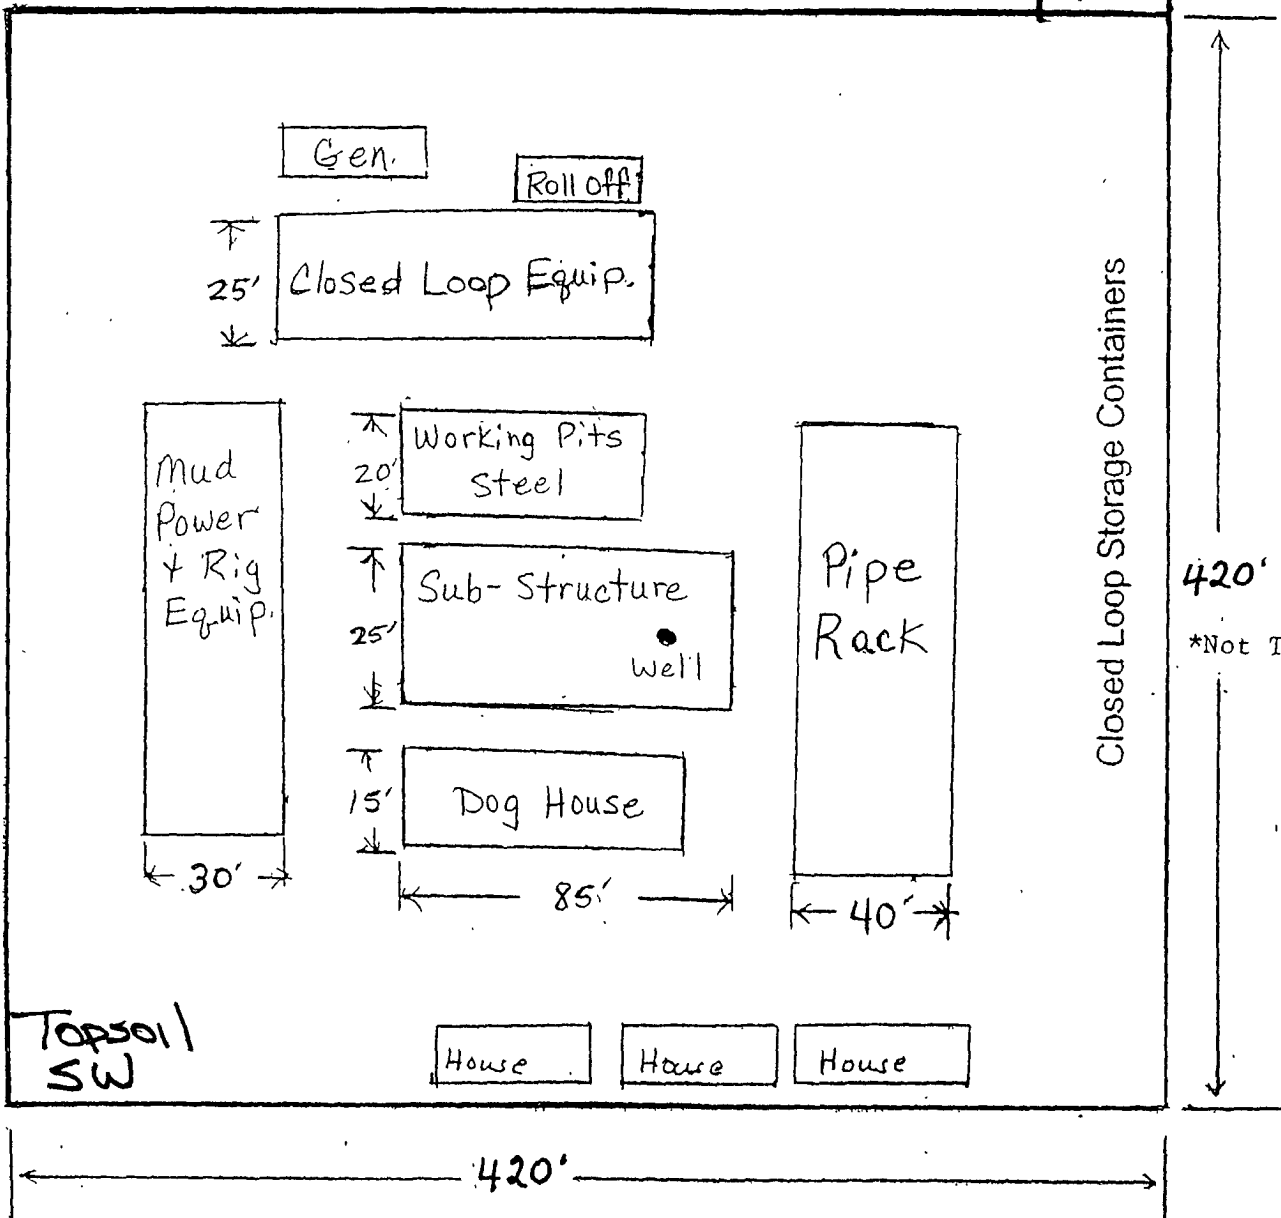 Gen.
Roll Off
25'
Closed Loop Equip.
Mud
Power
+ Rig
Equip.
20'
Working Pits
Steel
25'
Sub-Structure
Well
15'
Dog House
Pipe
Rack
Closed Loop Storage Containers
420'
*Not
30'
85'
40'
Topsoil
SW
House
House
House
420'